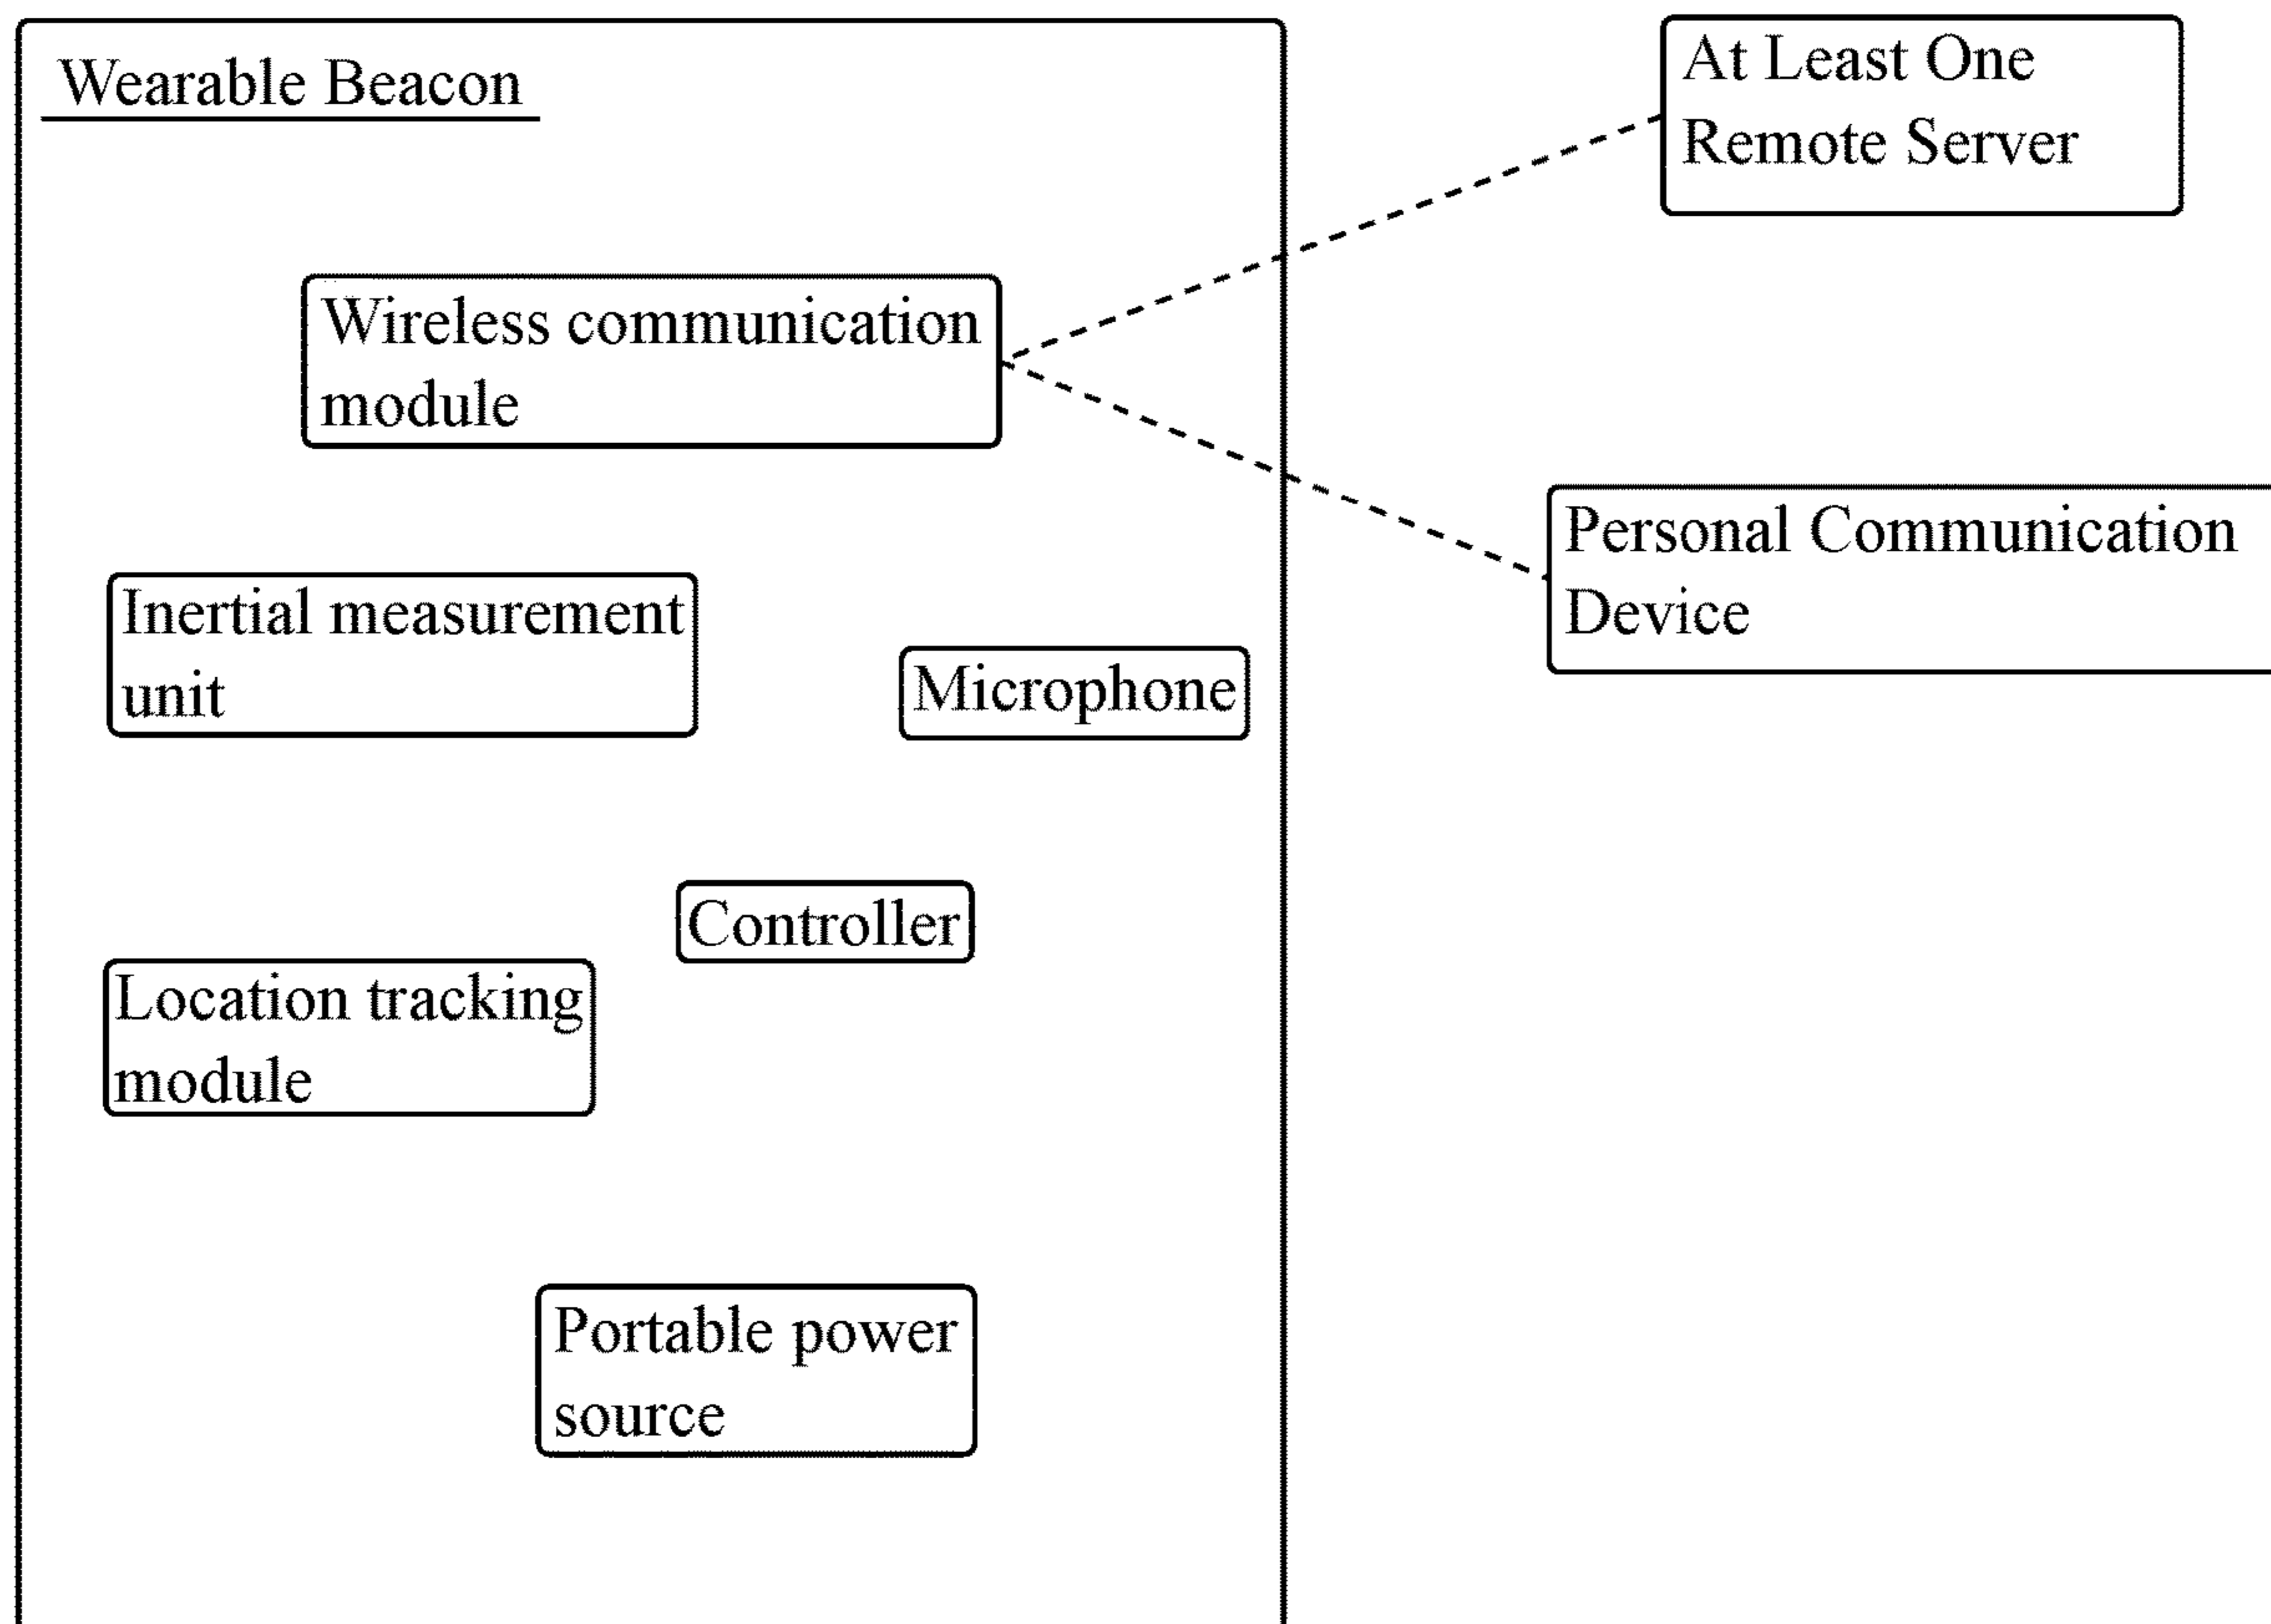 Wearable Beacon
At Least One
Remote Server
Wireless communication
module
Personal Communication
Device
Inertial measurement
unit
Microphone
Controller
Location tracking
module
Portable power
source